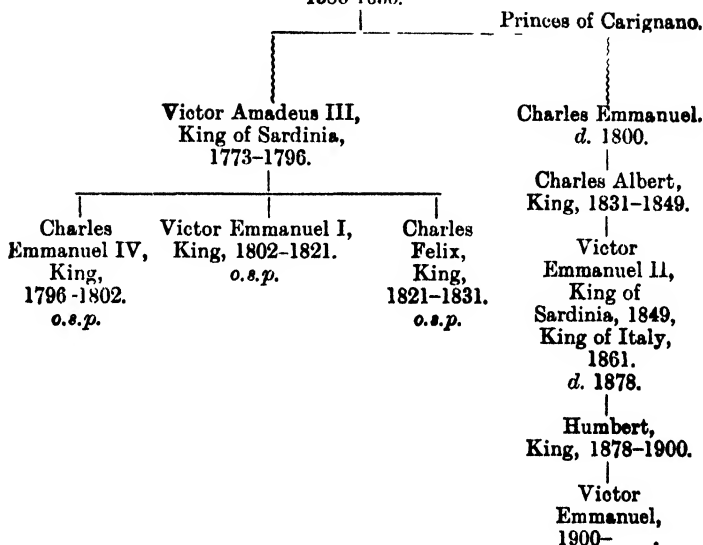 Princes of Carignano.
Victor Amadeus III,
King of Sardinia,
1773–1796.
Charles
Emmanuel IV,
King,
1796-1802.
o.s.p.
Victor Emmanuel I,
King, 1802–1821.
o.s.p.
Charles
Felix,
King,
1821–1831.
o.s.p.
Charles Emmanuel.
d. 1800.
Charles Albert,
King, 1831–1849.
Victor
Emmanuel II,
King of
Sardinia, 1849,
King of Italy,
1861.
d. 1878.
Humbert,
King, 1878–1900.
Victor
Emmanuel,
1900– .